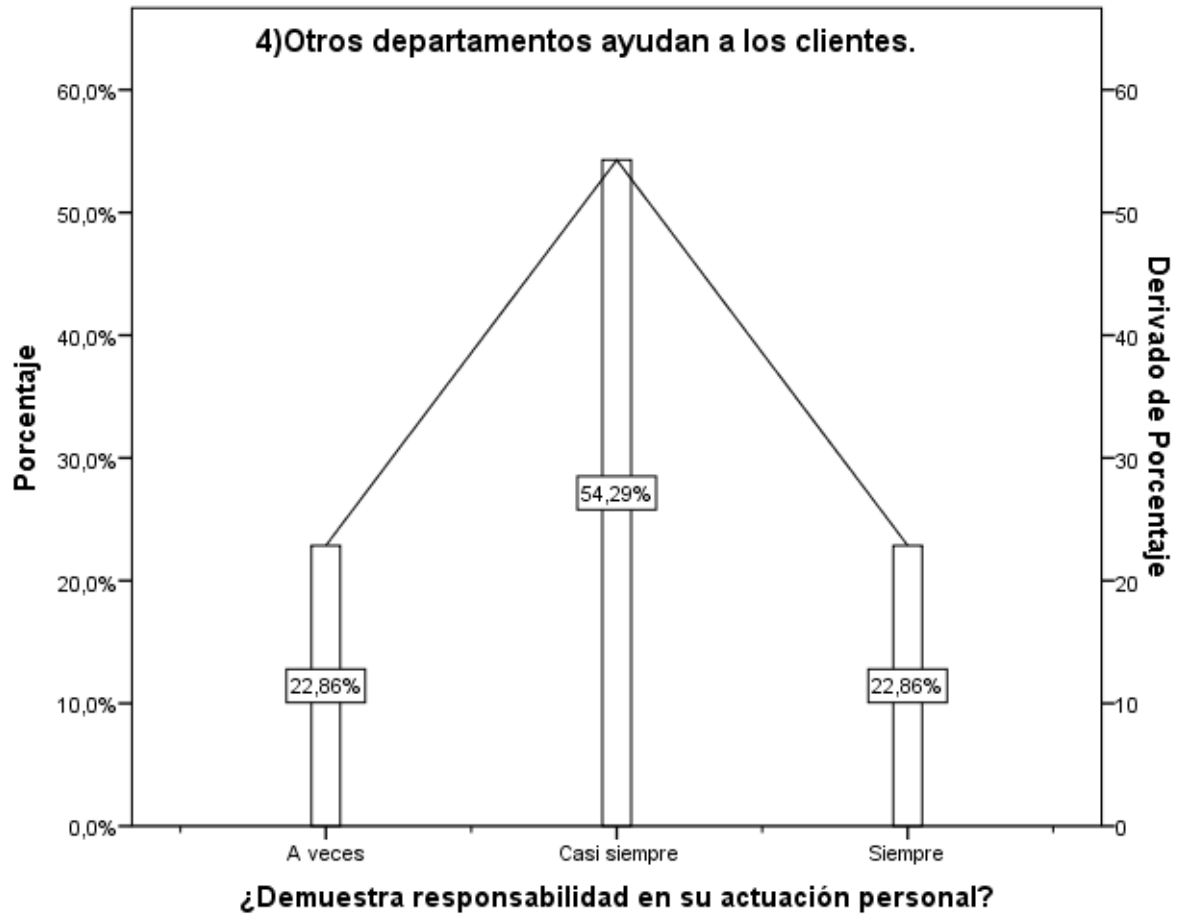 4)Otros departamentos ayudan a los clientes.
60,0%
50,0%
40,0%
30,0%
20,0%
10,0%
0,0%
Porcentaje
60
50
40
30
20
10
0
Derivado de Porcentaje
22,86%
54,29%
22,86%
A veces
Casi siempre
Siempre
¿Demuestra responsabilidad en su actuación personal?